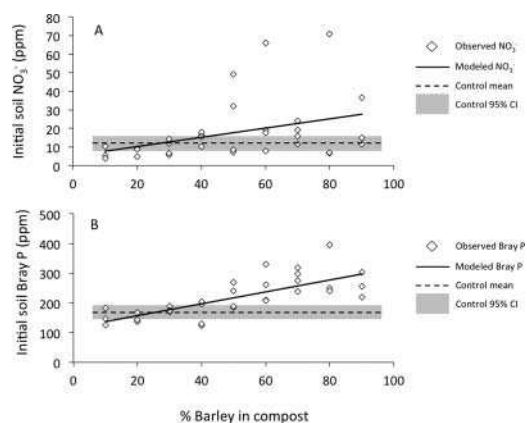 A
Initial soil NO₃⁻ (ppm)
80
70
60
50
40
30
20
10
0
0 20 40 60 80 100
Observed NO₃⁻
Modeled NO₃⁻
Control mean
Control 95% CI
B
Initial soil Bray P (ppm)
500
400
300
200
100
0
0 20 40 60 80 100
% Barley in compost
Observed Bray P
Modeled Bray P
Control mean
Control 95% CI